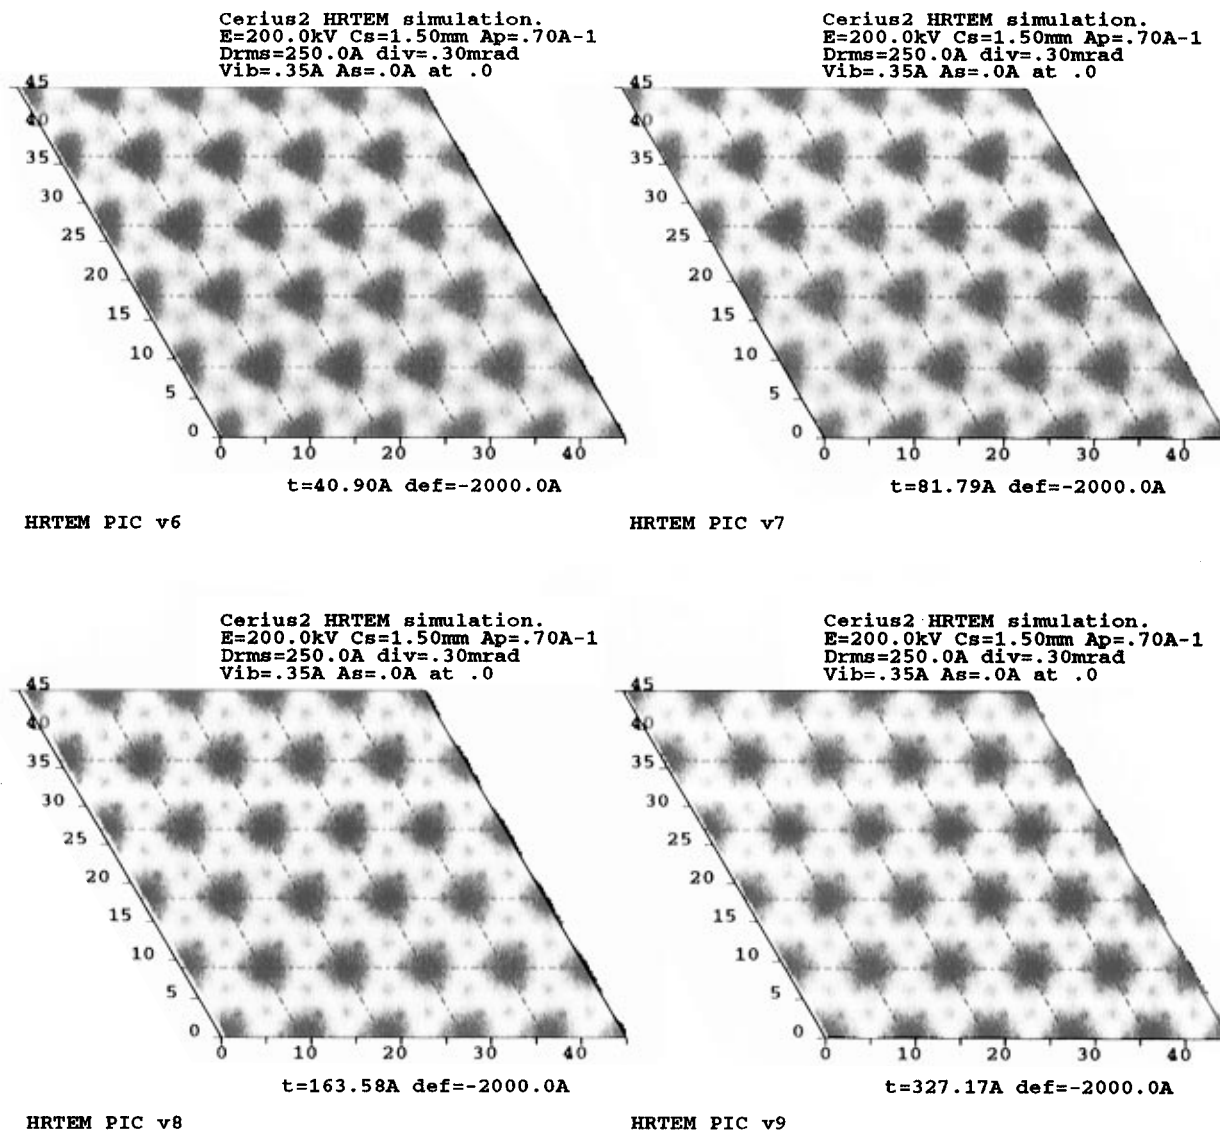 Cerius2 HRTEM simulation.
E=200.0kV Cs=1.50mm Ap=.70A-1
Drms=250.0A div=.30mrad
Vib=.35A As=.0A at .0
45
40
35
30
25
20
15
10
5
0
0 10 20 30 40
t=40.90A def=-2000.0A
HRTEM PIC v6
Cerius2 HRTEM simulation.
E=200.0kV Cs=1.50mm Ap=.70A-1
Drms=250.0A div=.30mrad
Vib=.35A As=.0A at .0
45
40
35
30
25
20
15
10
5
0
0 10 20 30 40
t=81.79A def=-2000.0A
HRTEM PIC v7
Cerius2 HRTEM simulation.
E=200.0kV Cs=1.50mm Ap=.70A-1
Drms=250.0A div=.30mrad
Vib=.35A As=.0A at .0
45
40
35
30
25
20
15
10
5
0
0 10 20 30 40
t=163.58A def=-2000.0A
HRTEM PIC v8
Cerius2 HRTEM simulation.
E=200.0kV Cs=1.50mm Ap=.70A-1
Drms=250.0A div=.30mrad
Vib=.35A As=.0A at .0
45
40
35
30
25
20
15
10
5
0
0 10 20 30 40
t=327.17A def=-2000.0A
HRTEM PIC v9